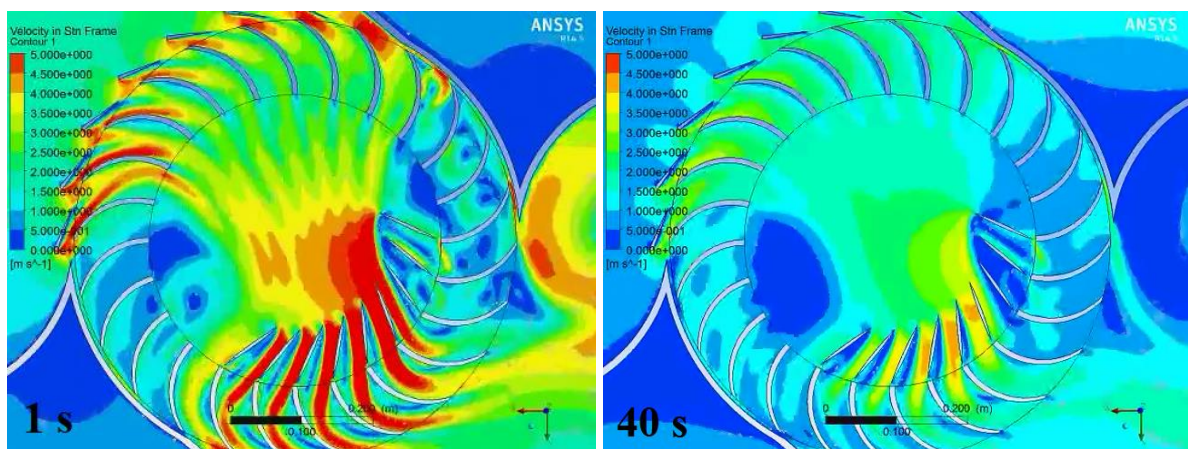 Velocity in Stn Frame
Contour 1
5.000e+000
4.500e+000
4.000e+000
3.500e+000
3.000e+000
2.500e+000
2.000e+000
1.500e+000
1.000e+000
5.000e-001
0.000e+000
[m s^-1]
ANSYS
R14.5
0
0.200 (m)
0.100
1 s
Velocity in Stn Frame
Contour 1
5.000e+000
4.500e+000
4.000e+000
3.500e+000
3.000e+000
2.500e+000
2.000e+000
1.500e+000
1.000e+000
5.000e-001
0.000e+000
[m s^-1]
ANSYS
R14.5
0
0.200 (m)
0.100
40 s